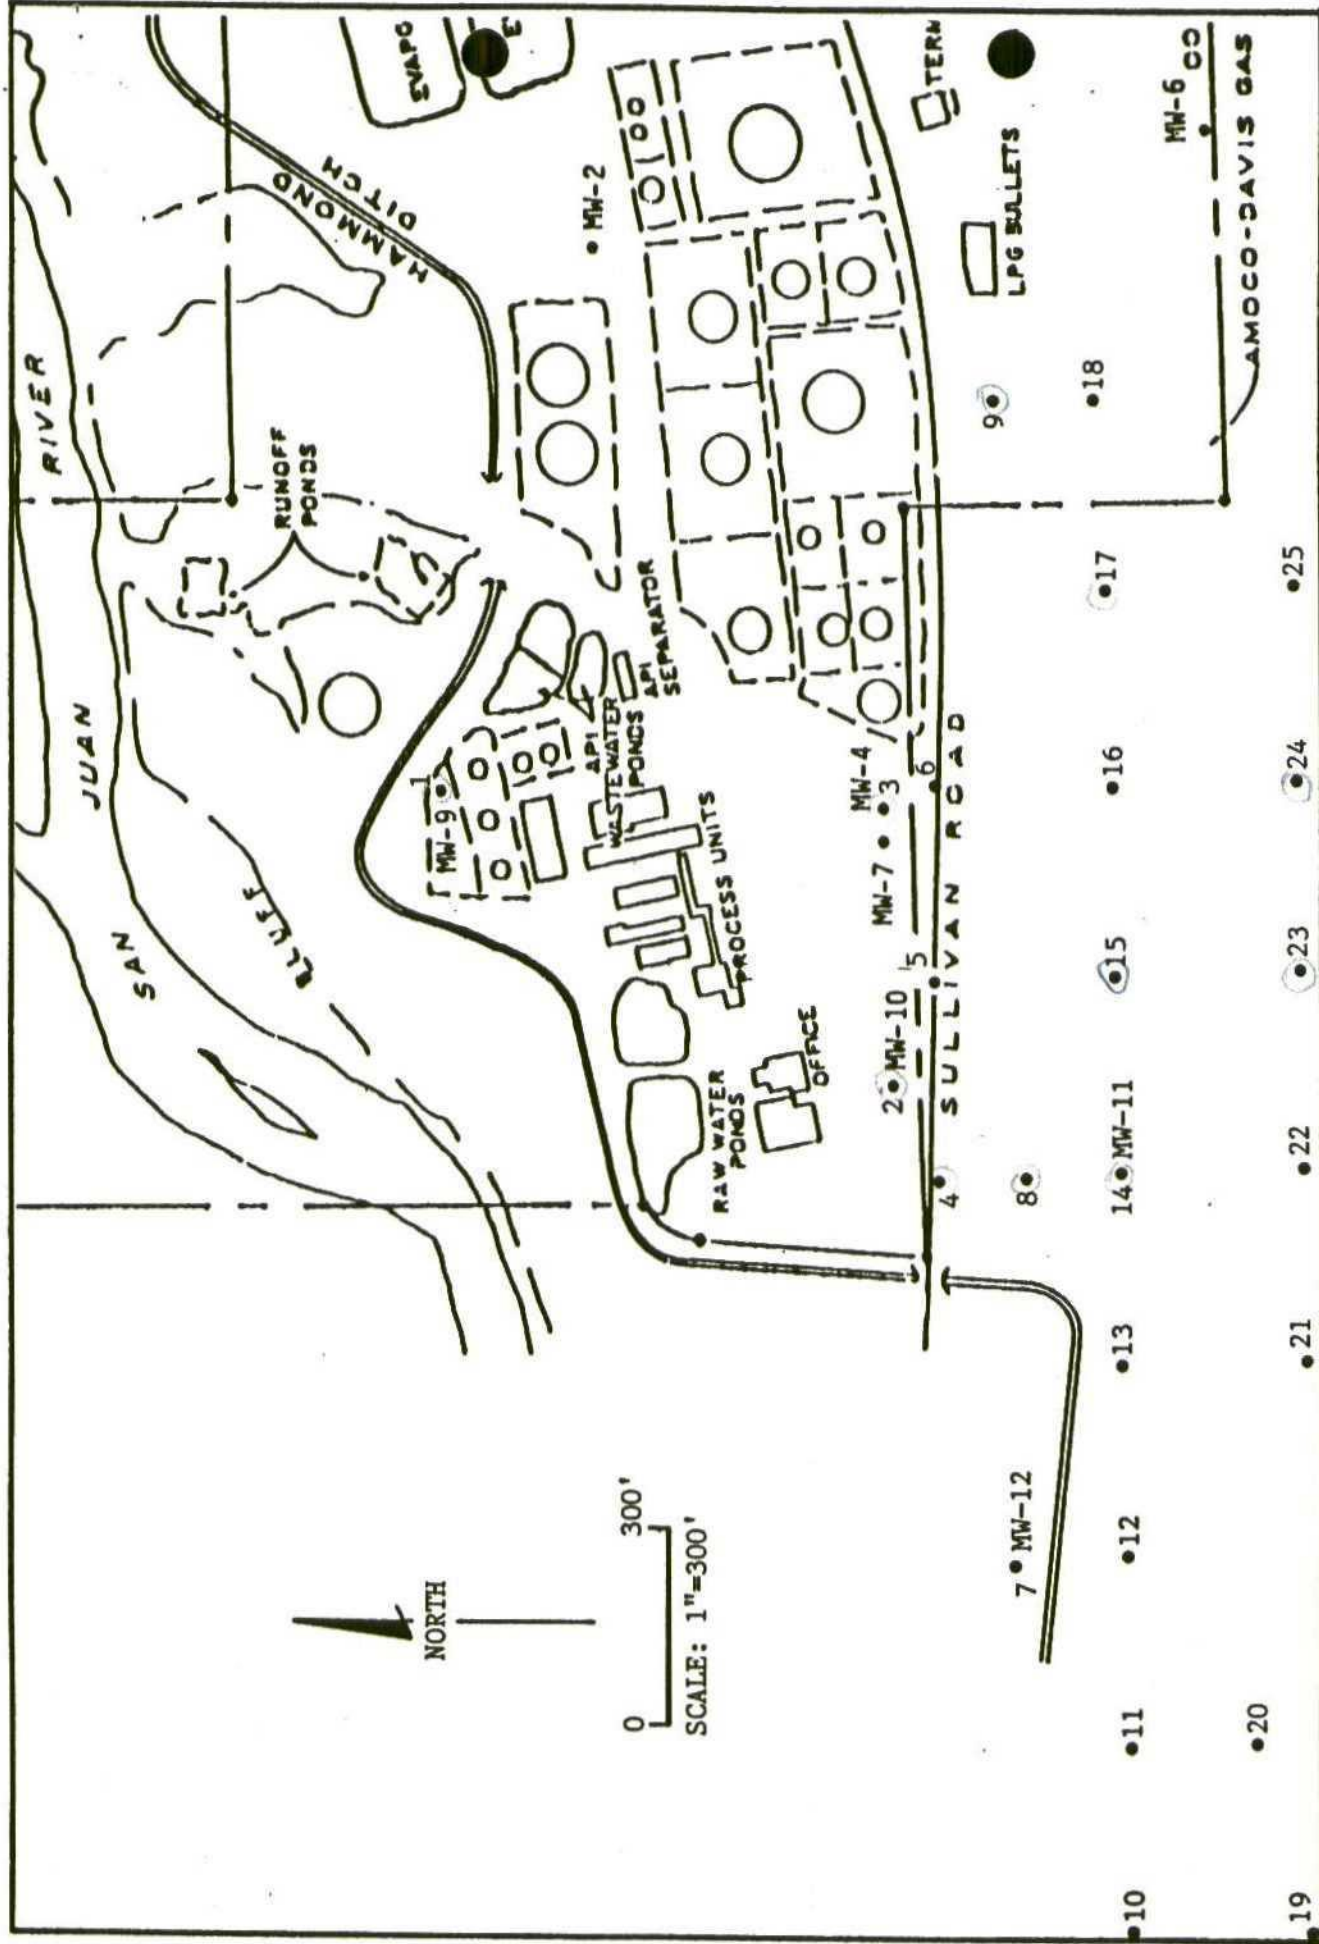 SAN
JUAN
RIVER
BLUFF
HAMMOND
DITCH
EVAPO
RUNOFF
PONDS
MW-2
MW-9
1
API
WASTEWATER
PONDS
API
SEPARATOR
PROCESS UNITS
RAW WATER
PONDS
OFFICE
MW-4
3
MW-7
2
MW-10
5
6
4
SULLIVAN ROAD
TERM
LPG BULLETS
MW-6
CO
AMOCO-DAVIS GAS
NORTH
0
300'
SCALE: 1"=300'
7
MW-12
8
9
10
11
12
13
14
MW-11
15
16
17
18
19
20
21
22
23
24
25